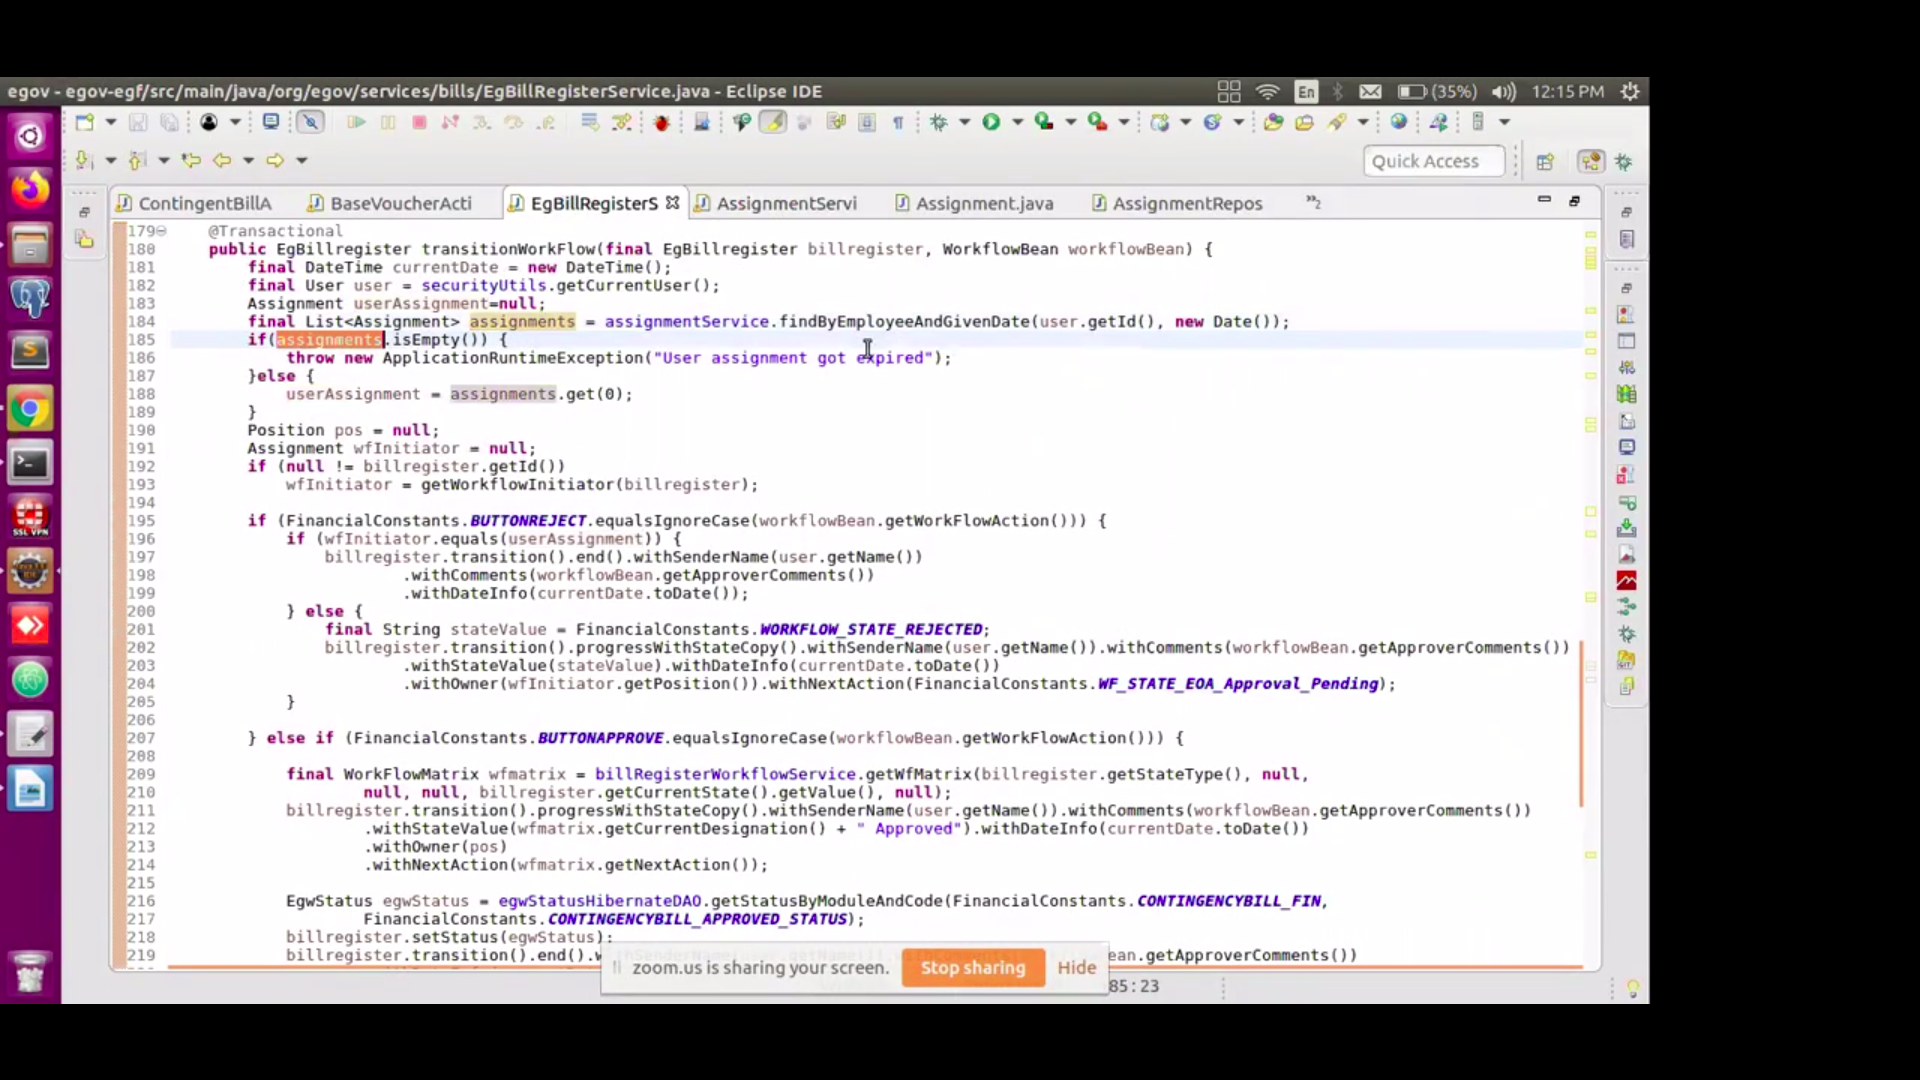 egov - egov-egf/src/main/java/org/egov/services/bills/EgBillRegisterService.java - Eclipse IDE
En
(35%)
12:15 PM
Quick Access
ContingentBillA
BaseVoucherActi
EgBillRegisterS
AssignmentServi
Assignment.java
AssignmentRepos
»2
179 @Transactional
180 public EgBillregister transitionWorkFlow(final EgBillregister billregister, WorkflowBean workflowBean) {
181 final DateTime currentDate = new DateTime();
182 final User user = securityUtils.getCurrentUser();
183 Assignment userAssignment=null;
184 final List<Assignment> assignments = assignmentService.findByEmployeeAndGivenDate(user.getId(), new Date());
185 if(assignments.isEmpty()) {
186 throw new ApplicationRuntimeException("User assignment got expired");
187 }else {
188 userAssignment = assignments.get(0);
189 }
190 Position pos = null;
191 Assignment wfInitiator = null;
192 if (null != billregister.getId())
193 wfInitiator = getWorkflowInitiator(billregister);
194
195 if (FinancialConstants.BUTTONREJECT.equalsIgnoreCase(workflowBean.getWorkFlowAction())) {
196 if (wfInitiator.equals(userAssignment)) {
197 billregister.transition().end().withSenderName(user.getName())
198 .withComments(workflowBean.getApproverComments())
199 .withDateInfo(currentDate.toDate());
200 } else {
201 final String stateValue = FinancialConstants.WORKFLOW_STATE_REJECTED;
202 billregister.transition().progressWithStateCopy().withSenderName(user.getName()).withComments(workflowBean.getApproverComments())
203 .withStateValue(stateValue).withDateInfo(currentDate.toDate())
204 .withOwner(wfInitiator.getPosition()).withNextAction(FinancialConstants.WF_STATE_EOA_Approval_Pending);
205 }
206
207 } else if (FinancialConstants.BUTTONAPPROVE.equalsIgnoreCase(workflowBean.getWorkFlowAction())) {
208
209 final WorkFlowMatrix wfmatrix = billRegisterWorkflowService.getWfMatrix(billregister.getStateType(), null,
210 null, null, billregister.getCurrentState().getValue(), null);
211 billregister.transition().progressWithStateCopy().withSenderName(user.getName()).withComments(workflowBean.getApproverComments())
212 .withStateValue(wfmatrix.getCurrentDesignation() + " Approved").withDateInfo(currentDate.toDate())
213 .withOwner(pos)
214 .withNextAction(wfmatrix.getNextAction());
215
216 EgwStatus egwStatus = egwStatusHibernateDAO.getStatusByModuleAndCode(FinancialConstants.CONTINGENCYBILL_FIN,
217 FinancialConstants.CONTINGENCYBILL_APPROVED_STATUS);
218 billregister.setStatus(egwStatus);
219 billregister.transition().end().w ean.getApproverComments())
zoom.us is sharing your screen.
Stop sharing
Hide
85:23
SSL VPN